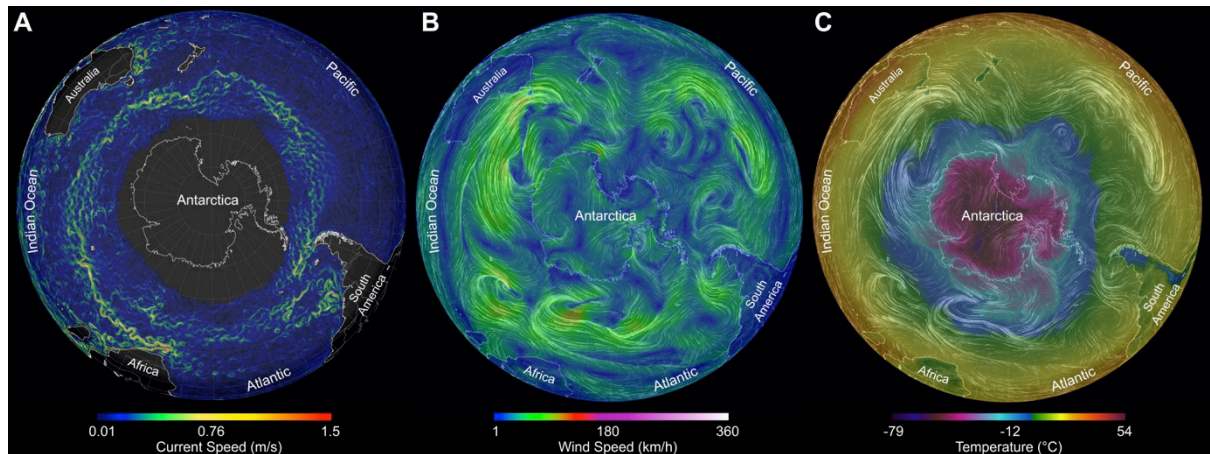 A
Australia
Pacific
Indian Ocean
Antarctica
South America
Africa
Atlantic
0.01 0.76 1.5
Current Speed (m/s)
B
Australia
Pacific
Indian Ocean
Antarctica
South America
Africa
Atlantic
1 180 360
Wind Speed (km/h)
C
Australia
Pacific
Indian Ocean
Antarctica
South America
Africa
Atlantic
-79 -12 54
Temperature (°C)